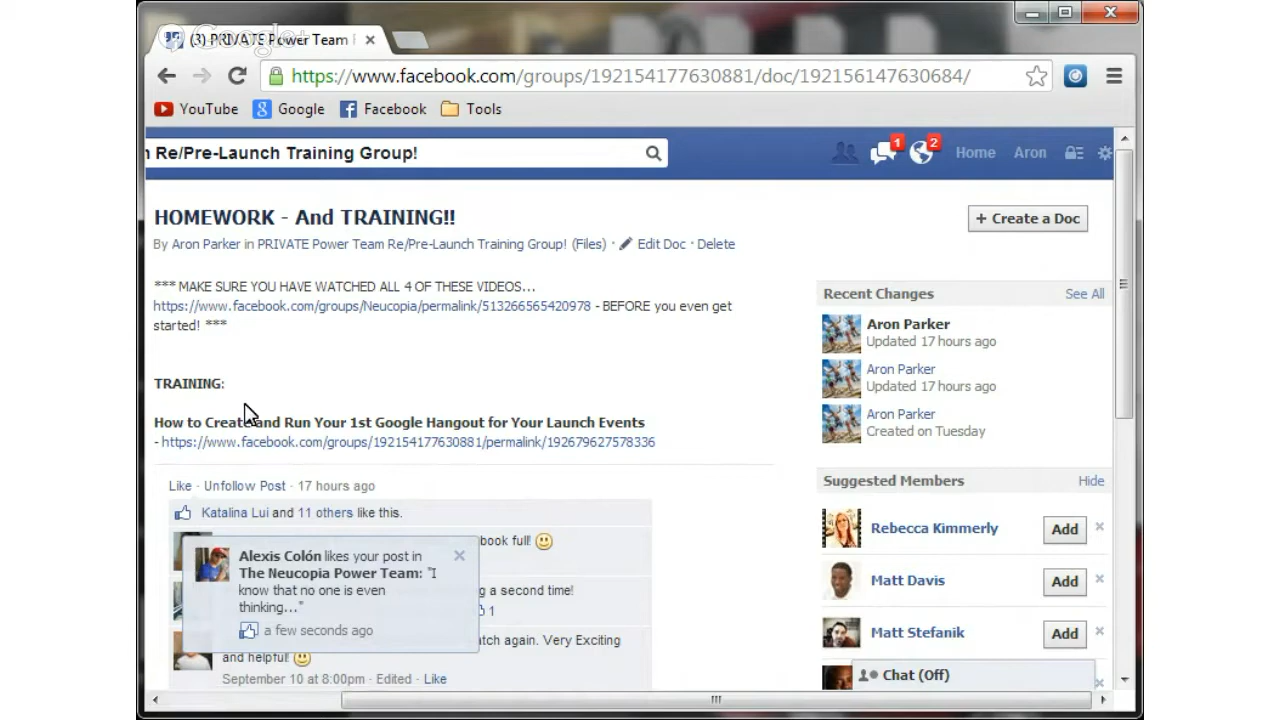 (3) PRIVATE Power Team
https://www.facebook.com/groups/192154177630881/doc/192156147630684/
YouTube Google Facebook Tools
Re/Pre-Launch Training Group!
1 2 Home Aron
HOMEWORK - And TRAINING!!
+ Create a Doc
By Aron Parker in PRIVATE Power Team Re/Pre-Launch Training Group! (Files) · Edit Doc · Delete
*** MAKE SURE YOU HAVE WATCHED ALL 4 OF THESE VIDEOS...
https://www.facebook.com/groups/Neucopia/permalink/513266565420978 - BEFORE you even get
started! ***
TRAINING:
How to Create and Run Your 1st Google Hangout for Your Launch Events
- https://www.facebook.com/groups/192154177630881/permalink/192679627578336
Like · Unfollow Post · 17 hours ago
Katalina Lui and 11 others like this.
book full!
Alexis Colón likes your post in
The Neucopia Power Team: "I
know that no one is even
thinking..."
a few seconds ago
g a second time!
1
atch again. Very Exciting
and helpful!
September 10 at 8:00pm · Edited · Like
Recent Changes See All
Aron Parker
Updated 17 hours ago
Aron Parker
Updated 17 hours ago
Aron Parker
Created on Tuesday
Suggested Members Hide
Rebecca Kimmerly Add
Matt Davis Add
Matt Stefanik Add
Chat (Off)